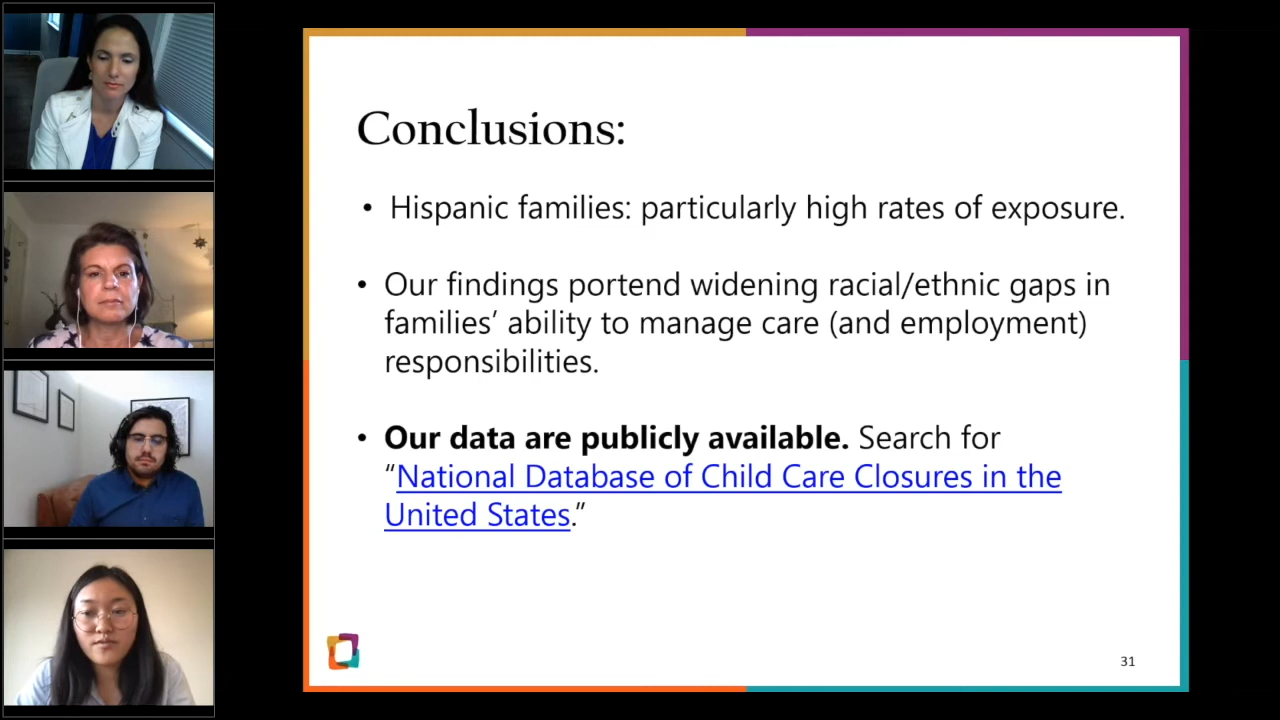 Conclusions:
• Hispanic families: particularly high rates of exposure.
• Our findings portend widening racial/ethnic gaps in
families’ ability to manage care (and employment)
responsibilities.
• Our data are publicly available. Search for
“National Database of Child Care Closures in the
United States.”
31